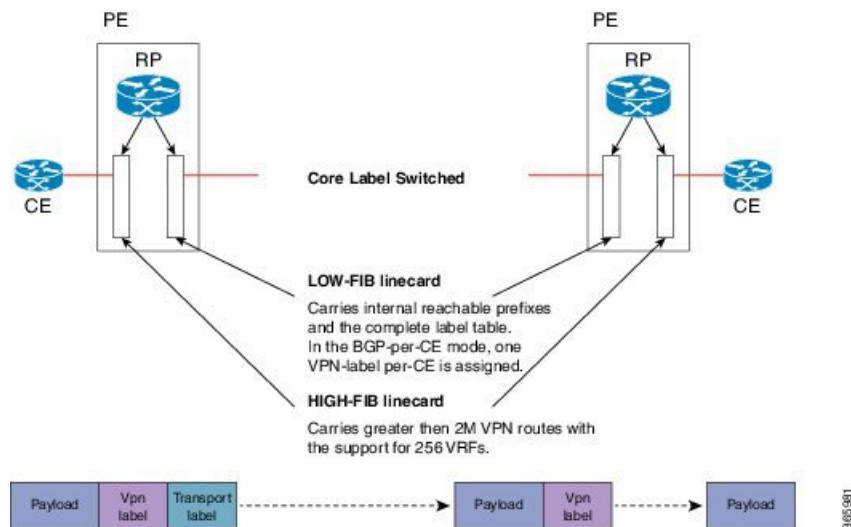 PE
PE
RP
RP
Core Label Switched
CE
CE
LOW-FIB linecard
Carries internal reachable prefixes
and the complete label table.
In the BGP-per-CE mode, one
VPN-label per-CE is assigned.
HIGH-FIB linecard
Carries greater then 2M VPN routes with
the support for 256 VRFs.
Payload
Vpn
label
Transport
label
Payload
Vpn
label
Payload